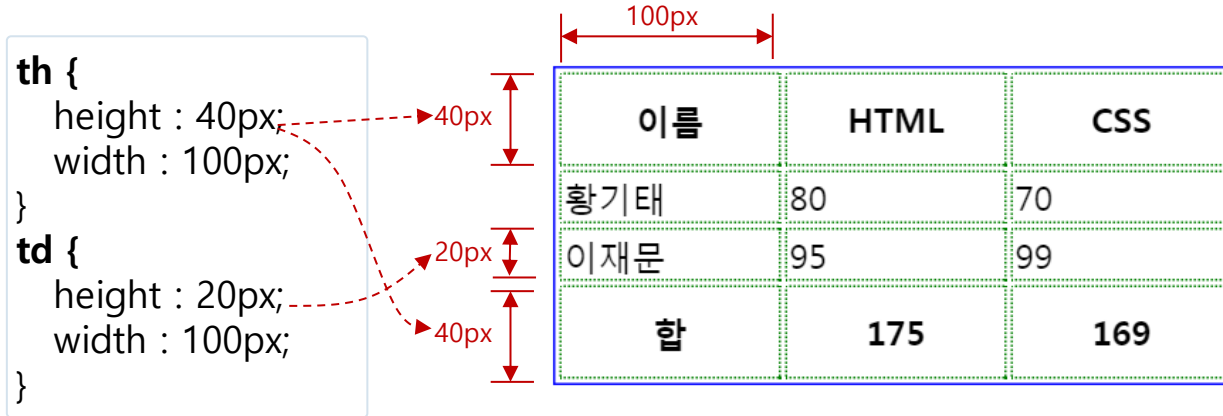 th {
height : 40px;
width : 100px;
}
td {
height : 20px;
width : 100px;
}
100px
40px
20px
40px
이름 HTML CSS
황기태 80 70
이재문 95 99
합 175 169